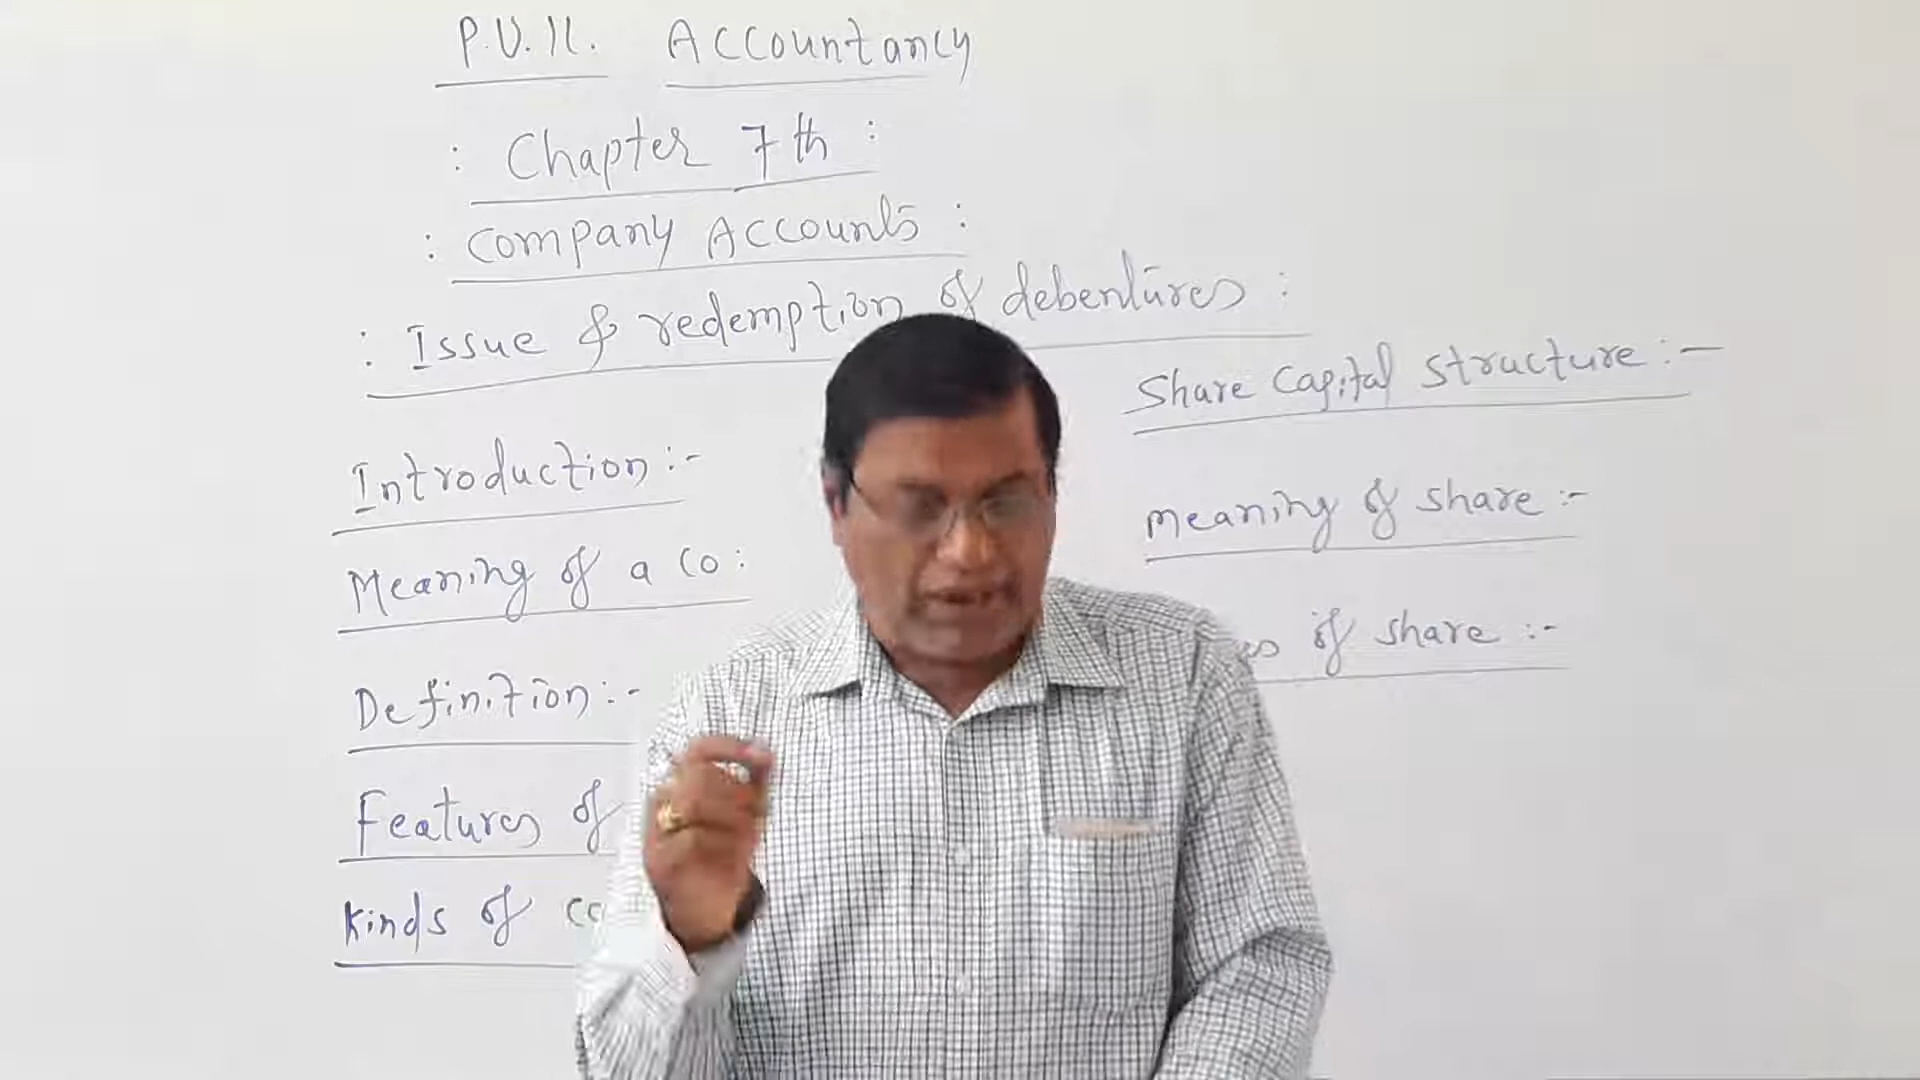 P.U.II. Accountancy
: Chapter 7th :
: Company Accounts :
: Issue & redemption of debentures :
Introduction :-
Meaning of a Co :
Definition :-
Features of
Kinds of
Share Capital Structure :-
Meaning of share :-
of share :-